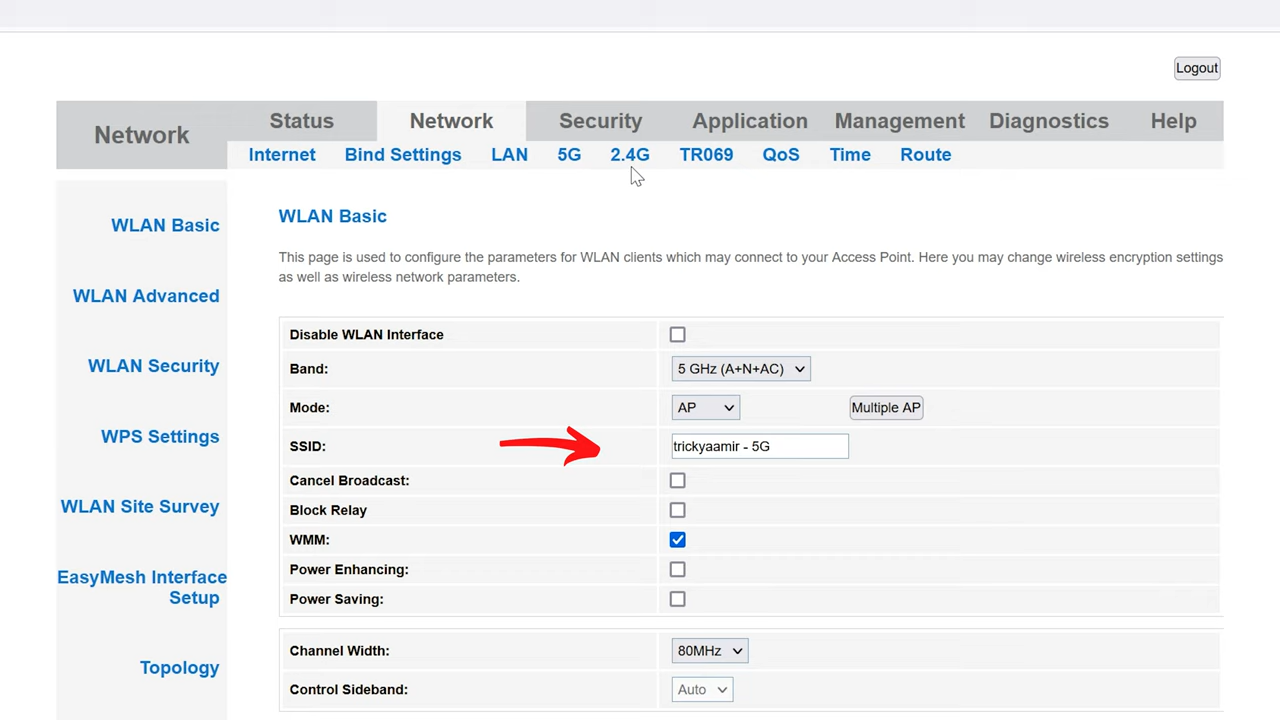 Logout
Network
Status Network Security Application Management Diagnostics Help
Internet Bind Settings LAN 5G 2.4G TR069 QoS Time Route
WLAN Basic
WLAN Advanced
WLAN Security
WPS Settings
WLAN Site Survey
EasyMesh Interface
Setup
Topology
WLAN Basic
This page is used to configure the parameters for WLAN clients which may connect to your Access Point. Here you may change wireless encryption settings
as well as wireless network parameters.
Disable WLAN Interface
Band: 5 GHz (A+N+AC)
Mode: AP Multiple AP
SSID: trickyaamir - 5G
Cancel Broadcast:
Block Relay
WMM:
Power Enhancing:
Power Saving:
Channel Width: 80MHz
Control Sideband: Auto